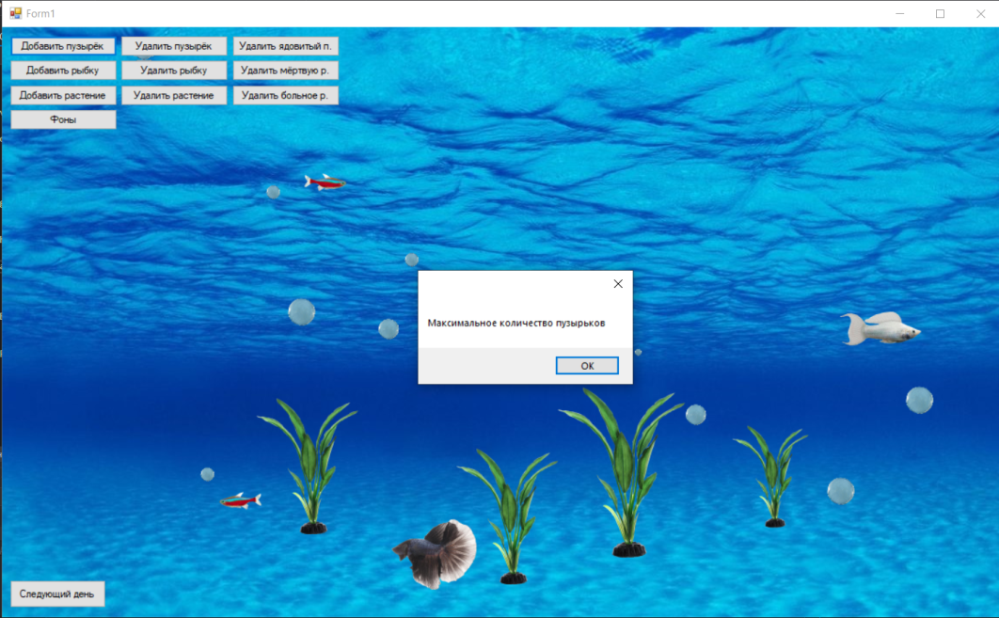 Form1
Добавить пузырёк Удалить пузырёк Удалить ядовитый п.
Добавить рыбку Удалить рыбку Удалить мёртвую р.
Добавить растение Удалить растение Удалить больное р.
Фоны
Максимальное количество пузырьков
ОК
Следующий день